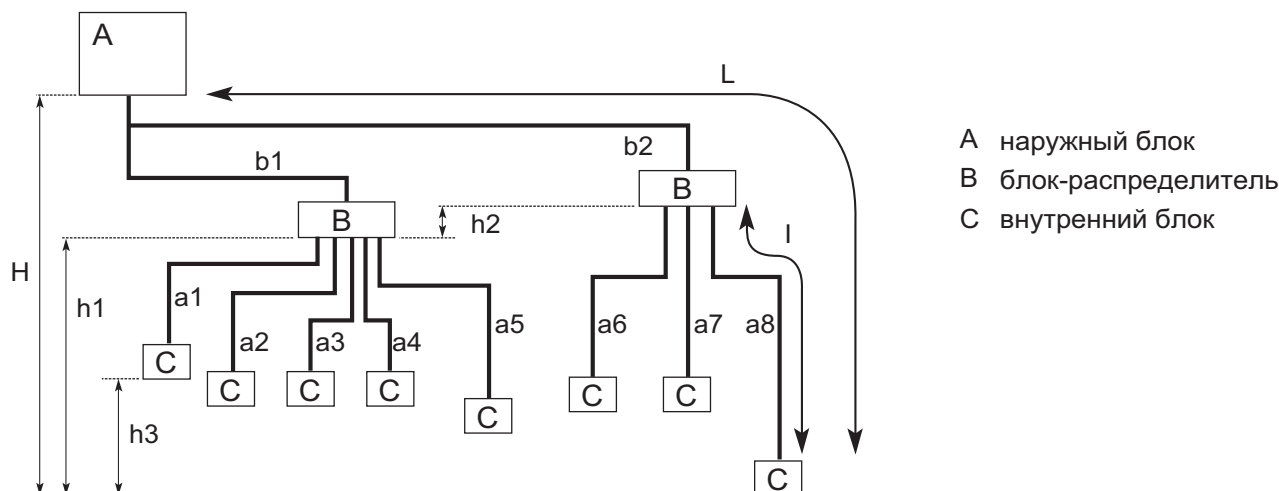 A
L
A наружный блок
b2
B блок-распределитель
b1
B
C внутренний блок
B
h2
l
H
h1
a1
a2
a3
a4
a5
a6
a7
a8
C
C
C
C
C
C
C
h3
C